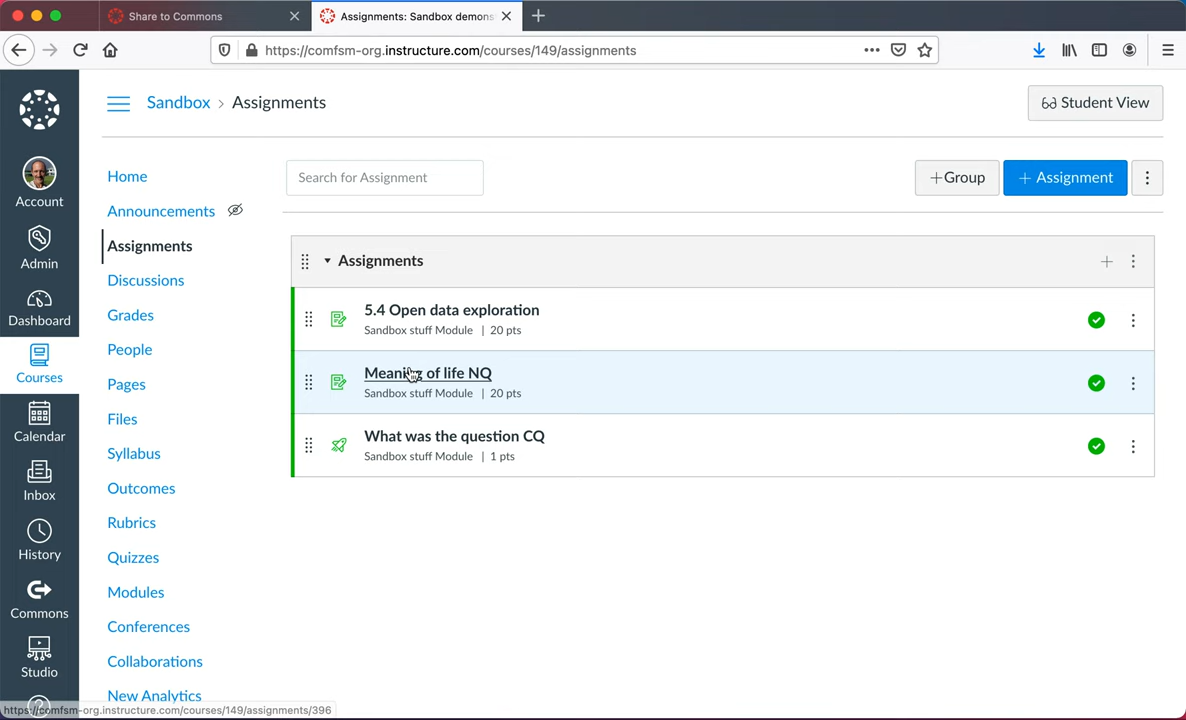 Share to Commons
Assignments: Sandbox demons
https://comfsm-org.instructure.com/courses/149/assignments
Sandbox › Assignments
Student View
Account
Admin
Dashboard
Courses
Calendar
Inbox
History
Commons
Studio
Home
Announcements
Assignments
Discussions
Grades
People
Pages
Files
Syllabus
Outcomes
Rubrics
Quizzes
Modules
Conferences
Collaborations
New Analytics
Search for Assignment
+Group
+ Assignment
Assignments
5.4 Open data exploration
Sandbox stuff Module | 20 pts
Meaning of life NQ
Sandbox stuff Module | 20 pts
What was the question CQ
Sandbox stuff Module | 1 pts
https://comfsm-org.instructure.com/courses/149/assignments/396